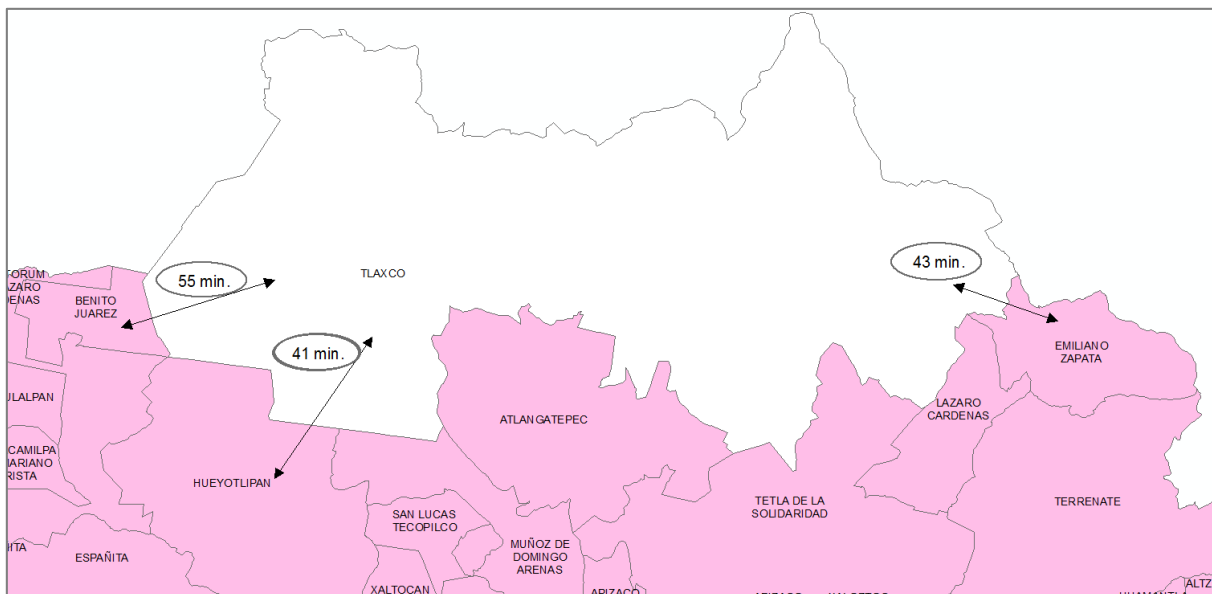 TLAXCO
55 min.
43 min.
41 min.
FORUM
BENITO
JUAREZ
EMILIANO
ZAPATA
LAZARO
CARDENAS
ATLANGATEPEC
HUEYOTLIPAN
SAN LUCAS
TECOPILCO
TETLA DE LA
SOLIDARIDAD
TERRENATE
MUÑOZ DE
DOMINGO
ARENAS
ESPAÑITA
XALTOCAN